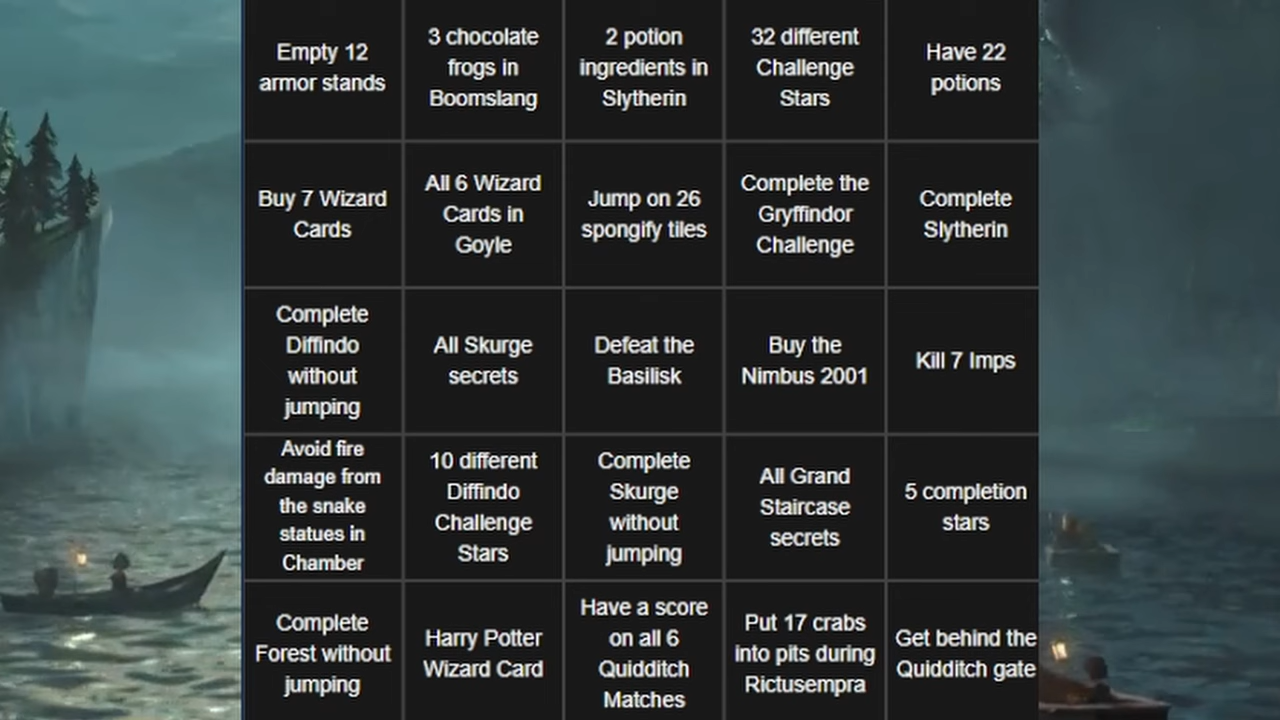 Empty 12
armor stands
3 chocolate
frogs in
Boomslang
2 potion
ingredients in
Slytherin
32 different
Challenge
Stars
Have 22
potions
Buy 7 Wizard
Cards
All 6 Wizard
Cards in
Goyle
Jump on 26
spongify tiles
Complete the
Gryffindor
Challenge
Complete
Slytherin
Complete
Diffindo
without
jumping
All Skurge
secrets
Defeat the
Basilisk
Buy the
Nimbus 2001
Kill 7 Imps
Avoid fire
damage from
the snake
statues in
Chamber
10 different
Diffindo
Challenge
Stars
Complete
Skurge
without
jumping
All Grand
Staircase
secrets
5 completion
stars
Complete
Forest without
jumping
Harry Potter
Wizard Card
Have a score
on all 6
Quidditch
Matches
Put 17 crabs
into pits during
Rictusempra
Get behind the
Quidditch gate